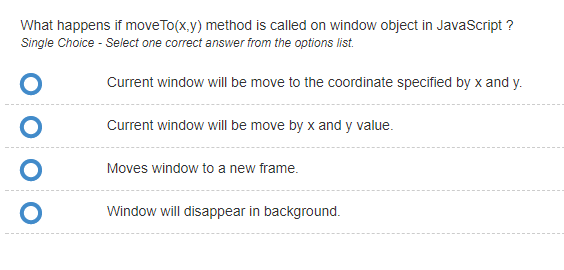 What happens if moveTo(x,y) method is called on window object in JavaScript ?
Single Choice - Select one correct answer from the options list.
Current window will be move to the coordinate specified by x and y.
Current window will be move by x and y value.
Moves window to a new frame.
Window will disappear in background.